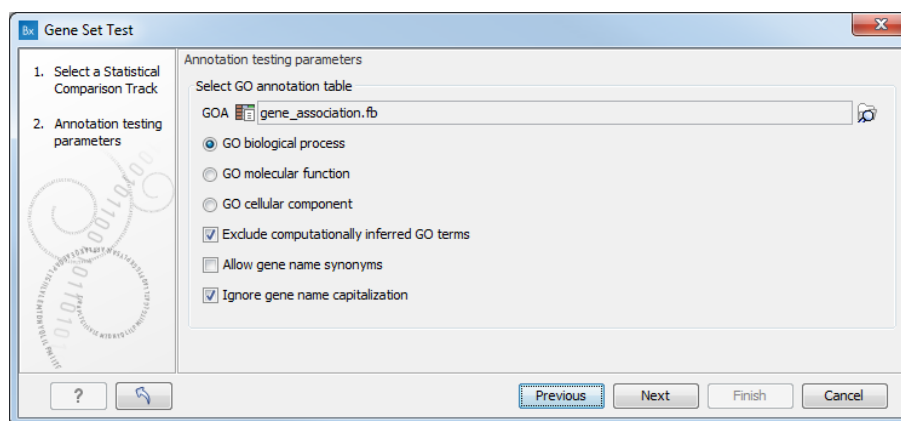 Bx Gene Set Test
1. Select a Statistical
Comparison Track
2. Annotation testing
parameters
Annotation testing parameters
Select GO annotation table
GOA gene_association.fb
GO biological process
GO molecular function
GO cellular component
Exclude computationally inferred GO terms
Allow gene name synonyms
Ignore gene name capitalization
? Previous Next Finish Cancel